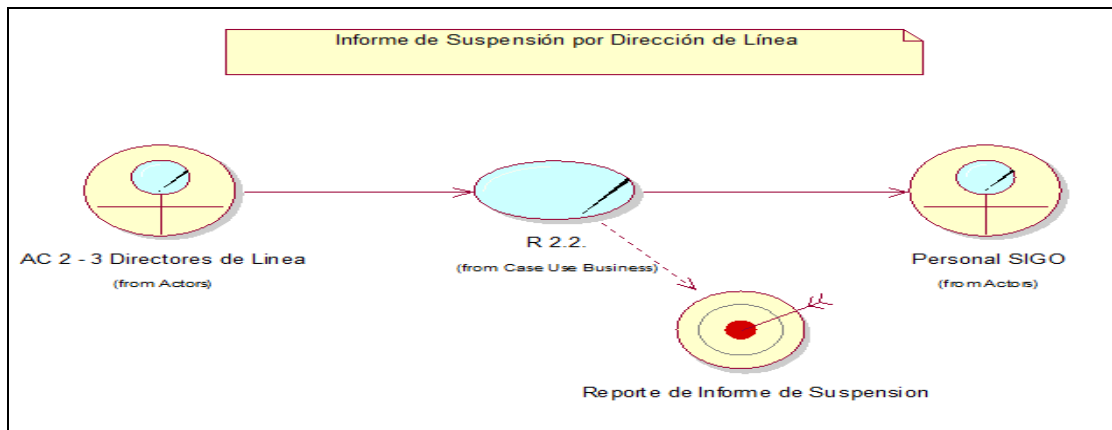 Informe de Suspensión por Dirección de Línea
AC 2 - 3 Directores de Linea
(from Actors)
R 2.2.
(from Case Use Business)
Personal SIGO
(from Actors)
Reporte de Informe de Suspension